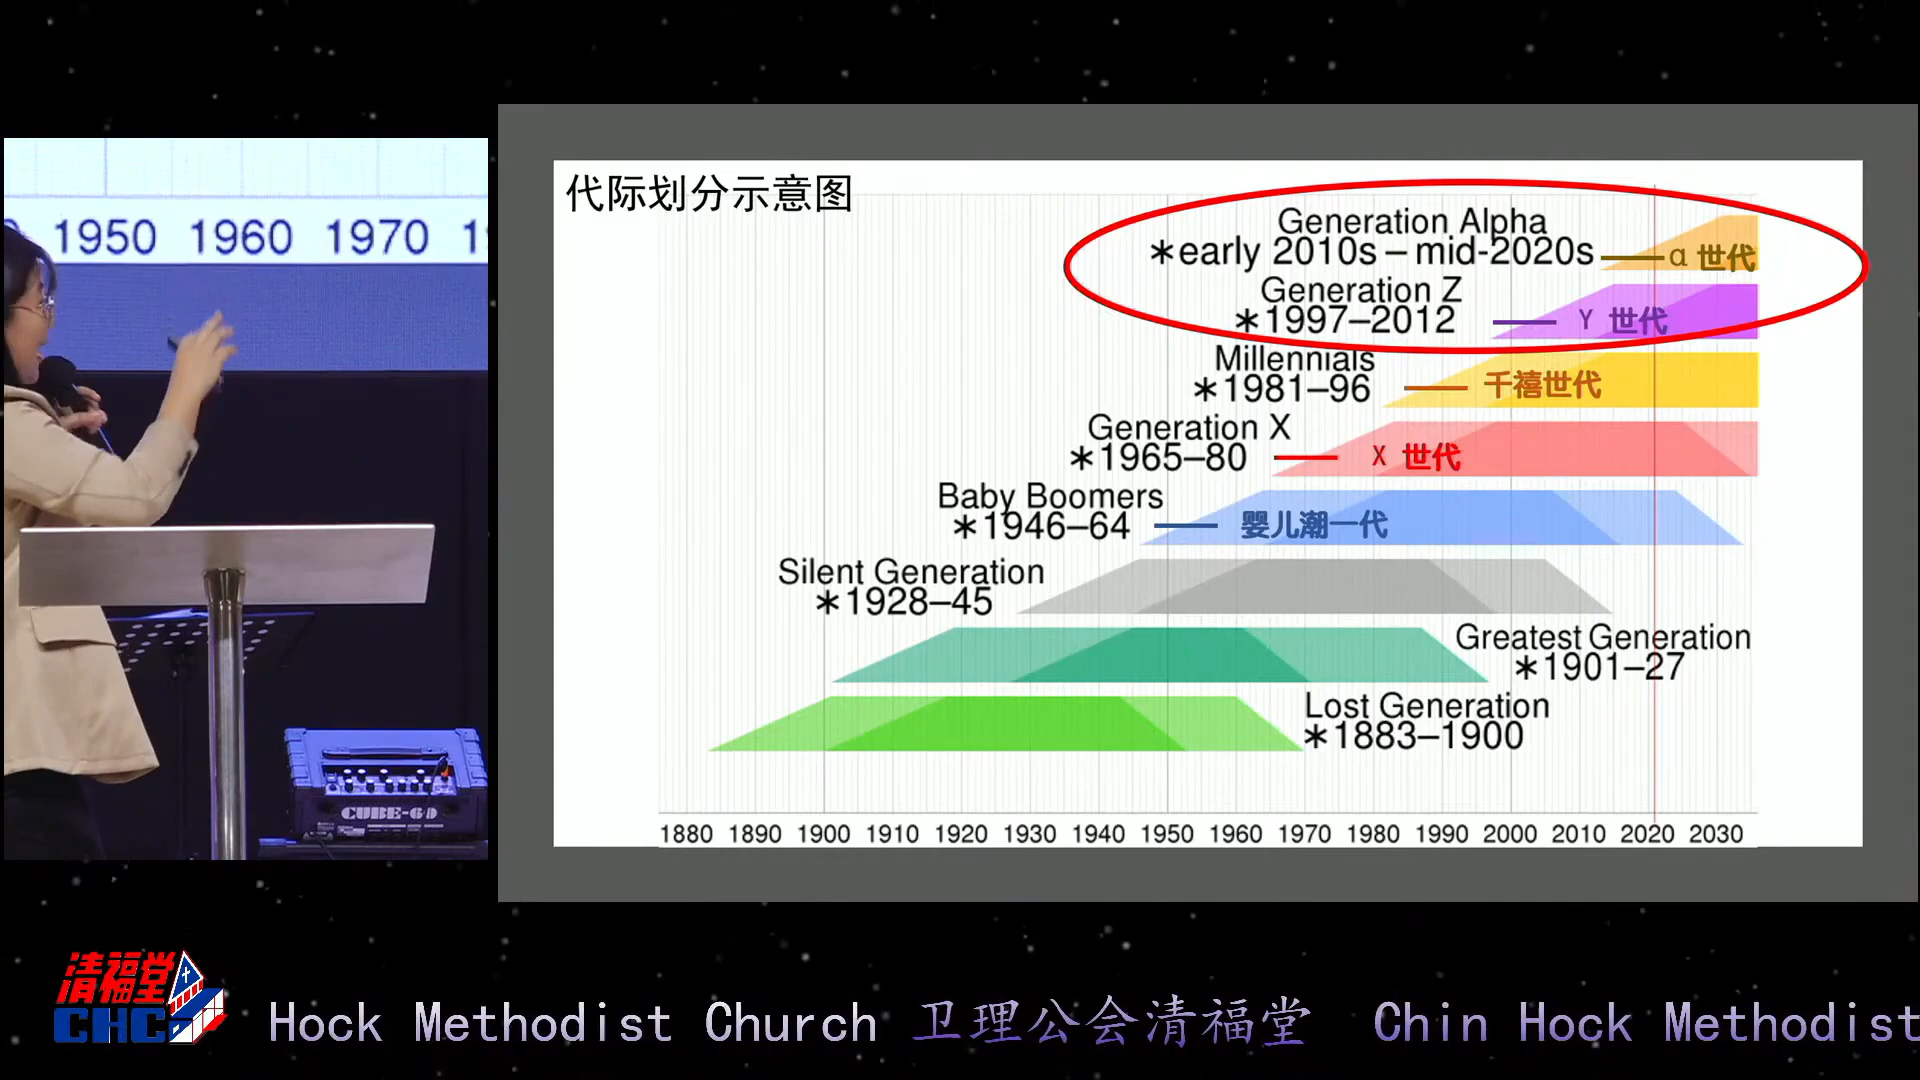 1950 1960 1970
代际划分示意图
Generation Alpha
*early 2010s – mid-2020s
α 世代
Generation Z
*1997–2012
Y 世代
Millennials
*1981–96
千禧世代
Generation X
*1965–80
X 世代
Baby Boomers
*1946–64
婴儿潮一代
Silent Generation
*1928–45
Greatest Generation
*1901–27
Lost Generation
*1883–1900
1880 1890 1900 1910 1920 1930 1940 1950 1960 1970 1980 1990 2000 2010 2020 2030
CUBE-60
清福堂
CHC
Hock Methodist Church 卫理公会清福堂 Chin Hock Methodist